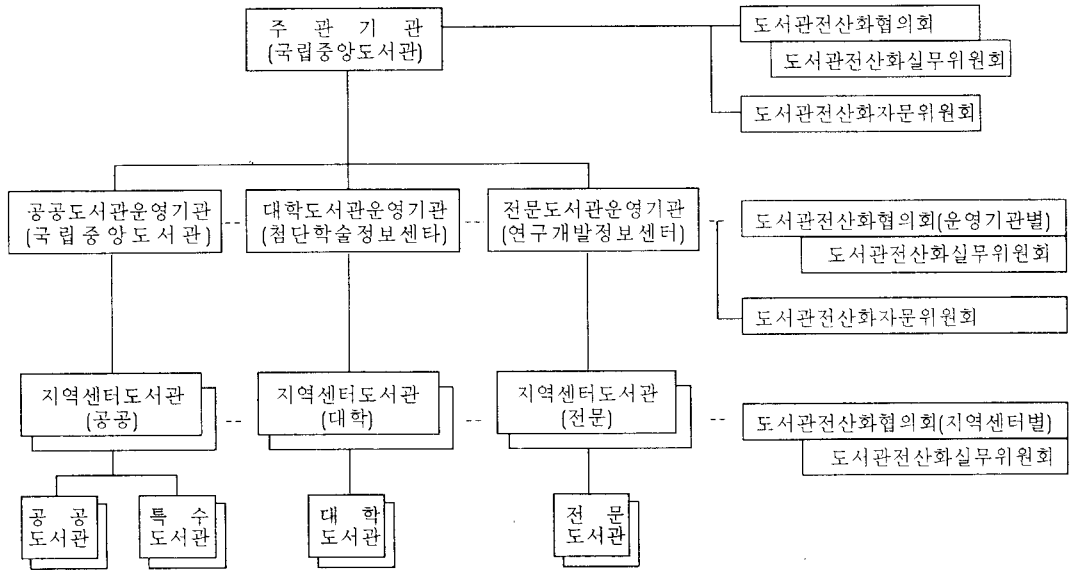 주 관 기 관
(국립중앙도서관)
도서관전산화협의회
도서관전산화실무위원회
도서관전산화자문위원회
공공도서관운영기관
(국립중앙도서관)
대학도서관운영기관
(첨단학술정보센타)
전문도서관운영기관
(연구개발정보센터)
도서관전산화협의회(운영기관별)
도서관전산화실무위원회
도서관전산화자문위원회
지역센터도서관
(공공)
지역센터도서관
(대학)
지역센터도서관
(전문)
도서관전산화협의회(지역센터별)
도서관전산화실무위원회
공 공
도서관
특 수
도서관
대 학
도서관
전 문
도서관